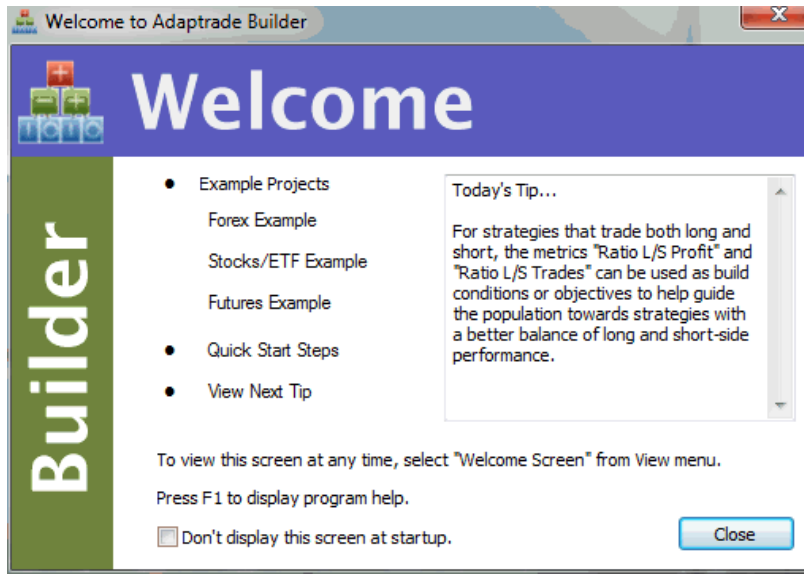 Welcome to Adaptrade Builder
Welcome
Builder
• Example Projects
Forex Example
Stocks/ETF Example
Futures Example
• Quick Start Steps
• View Next Tip
Today's Tip...
For strategies that trade both long and
short, the metrics "Ratio L/S Profit" and
"Ratio L/S Trades" can be used as build
conditions or objectives to help guide
the population towards strategies with
a better balance of long and short-side
performance.
To view this screen at any time, select "Welcome Screen" from View menu.
Press F1 to display program help.
Don't display this screen at startup.
Close